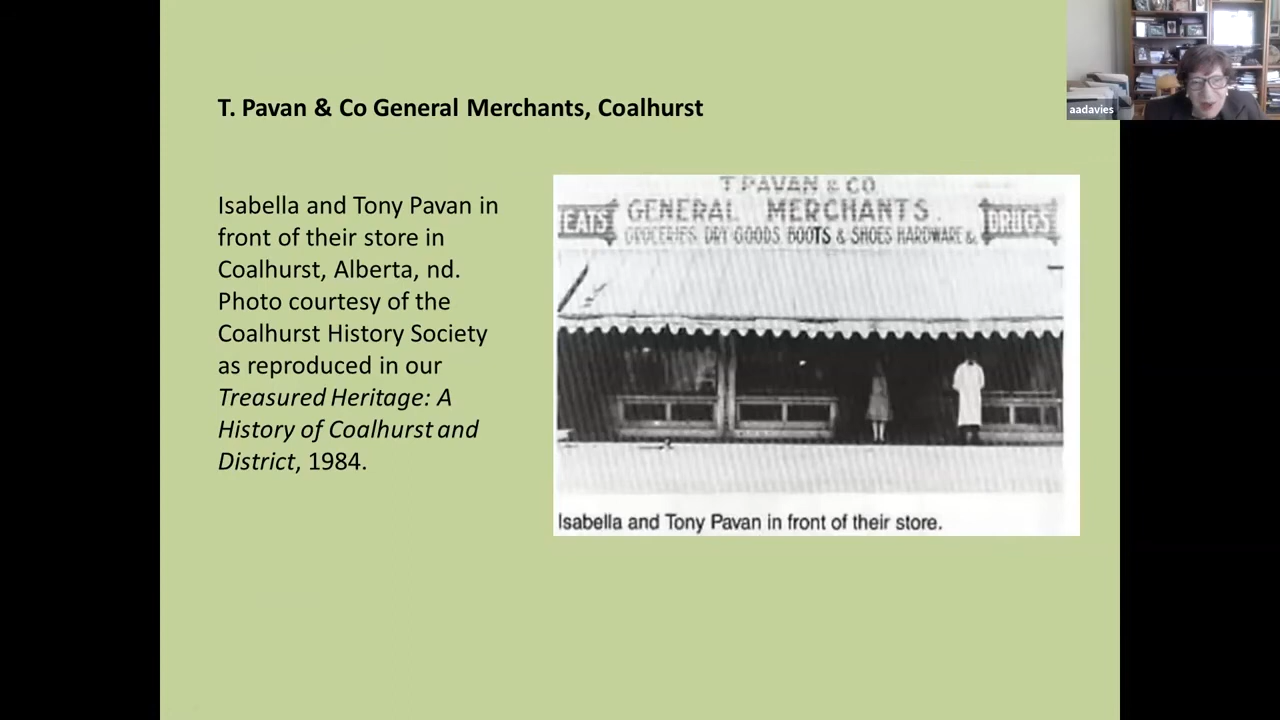 aadavies
T. Pavan & Co General Merchants, Coalhurst
Isabella and Tony Pavan in
front of their store in
Coalhurst, Alberta, nd.
Photo courtesy of the
Coalhurst History Society
as reproduced in our
Treasured Heritage: A
History of Coalhurst and
District, 1984.
T PAVAN & CO.
EATS GENERAL MERCHANTS. DRUGS
GROCERIES. DRY GOODS. BOOTS & SHOES HARDWARE &
Isabella and Tony Pavan in front of their store.